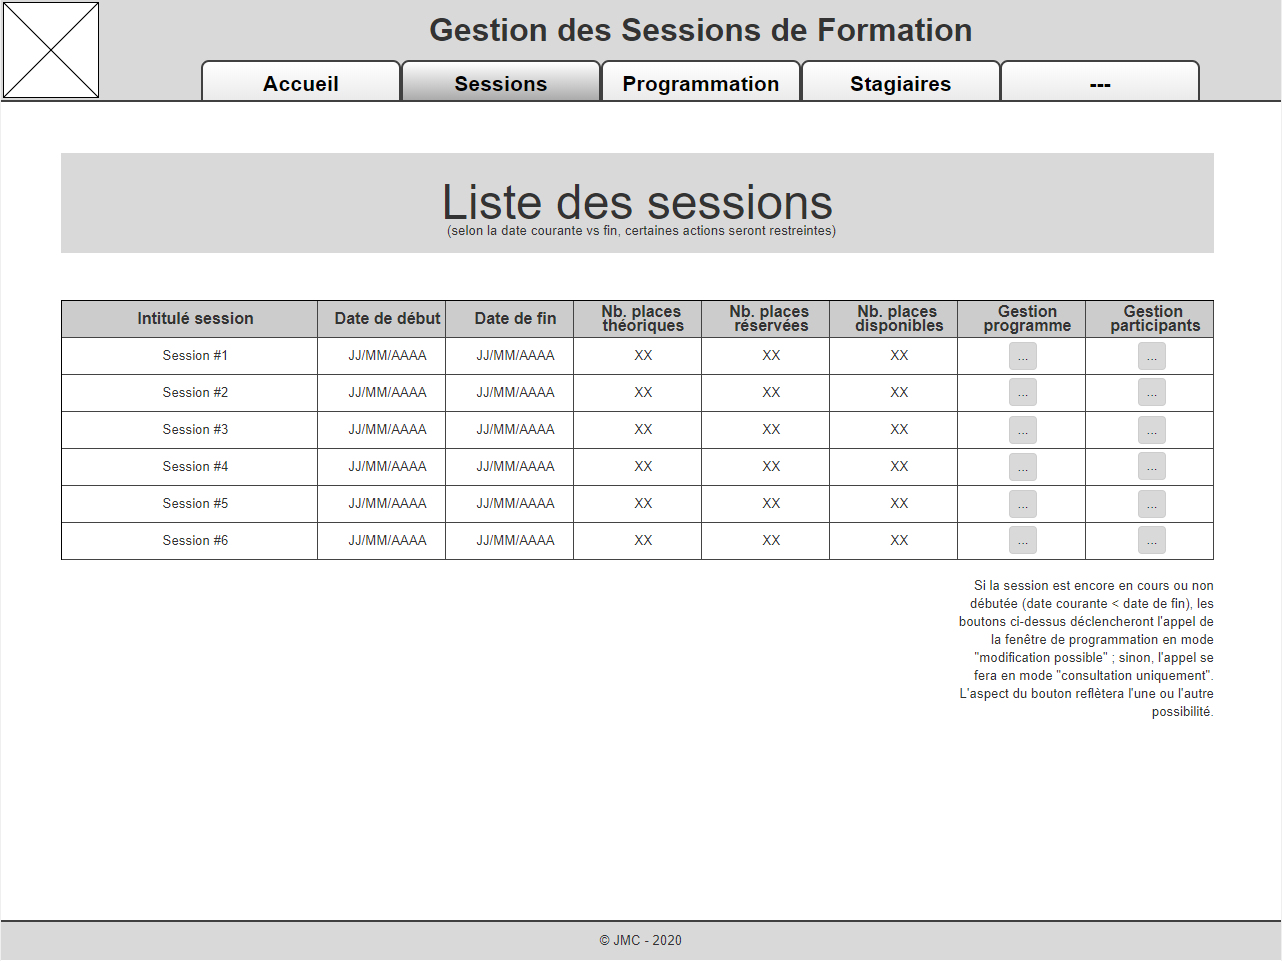 Gestion des Sessions de Formation
Accueil Sessions Programmation Stagiaires ---
Liste des sessions
(selon la date courante vs fin, certaines actions seront restreintes)
Intitulé session Date de début Date de fin Nb. places théoriques Nb. places réservées Nb. places disponibles Gestion programme Gestion participants
Session #1 JJ/MM/AAAA JJ/MM/AAAA XX XX XX ... ...
Session #2 JJ/MM/AAAA JJ/MM/AAAA XX XX XX ... ...
Session #3 JJ/MM/AAAA JJ/MM/AAAA XX XX XX ... ...
Session #4 JJ/MM/AAAA JJ/MM/AAAA XX XX XX ... ...
Session #5 JJ/MM/AAAA JJ/MM/AAAA XX XX XX ... ...
Session #6 JJ/MM/AAAA JJ/MM/AAAA XX XX XX ... ...
Si la session est encore en cours ou non
débutée (date courante < date de fin), les
boutons ci-dessus déclencheront l'appel de
la fenêtre de programmation en mode
"modification possible" ; sinon, l'appel se
fera en mode "consultation uniquement".
L'aspect du bouton reflètera l'une ou l'autre
possibilité.
© JMC - 2020